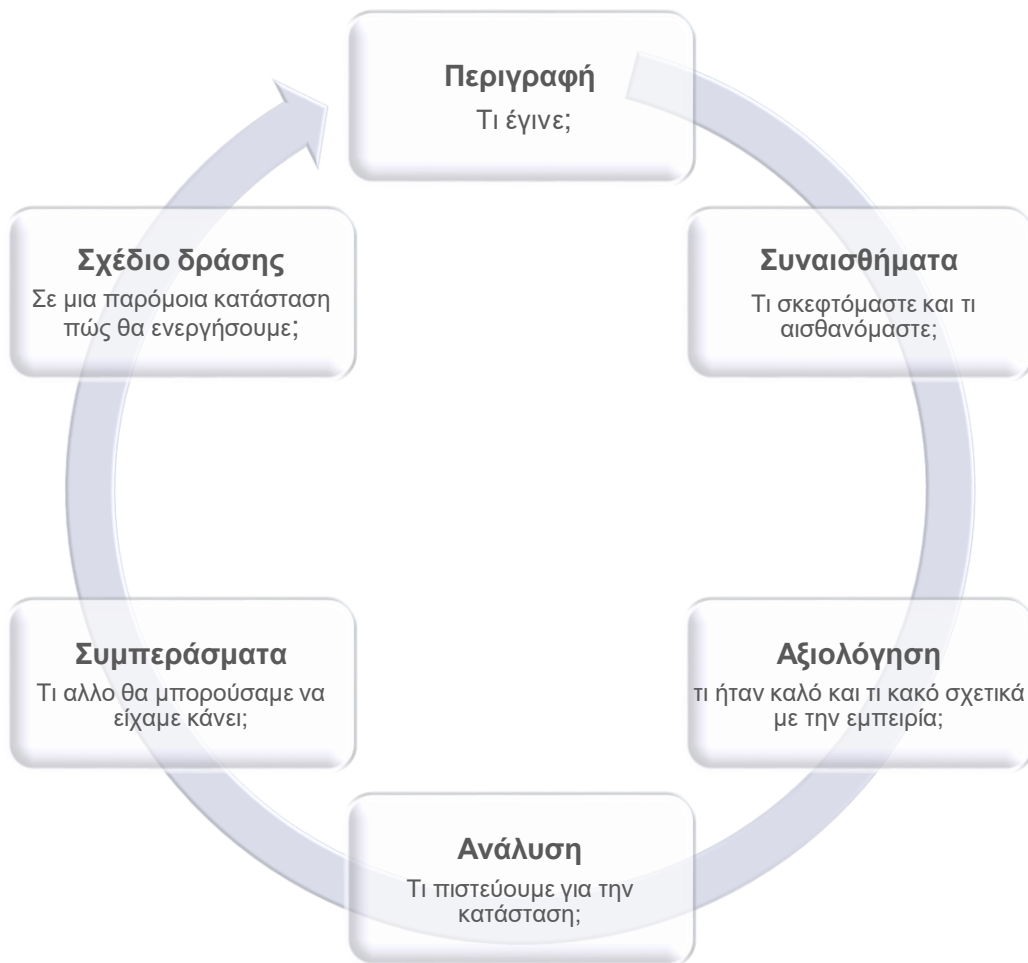 Περιγραφή
Τι έγινε;
Συναισθήματα
Τι σκεφτόμαστε και τι
αισθανόμαστε;
Αξιολόγηση
τι ήταν καλό και τι κακό σχετικά
με την εμπειρία;
Ανάλυση
Τι πιστεύουμε για την
κατάσταση;
Συμπεράσματα
Τι αλλο θα μπορούσαμε να
είχαμε κάνει;
Σχέδιο δράσης
Σε μια παρόμοια κατάσταση
πώς θα ενεργήσουμε;